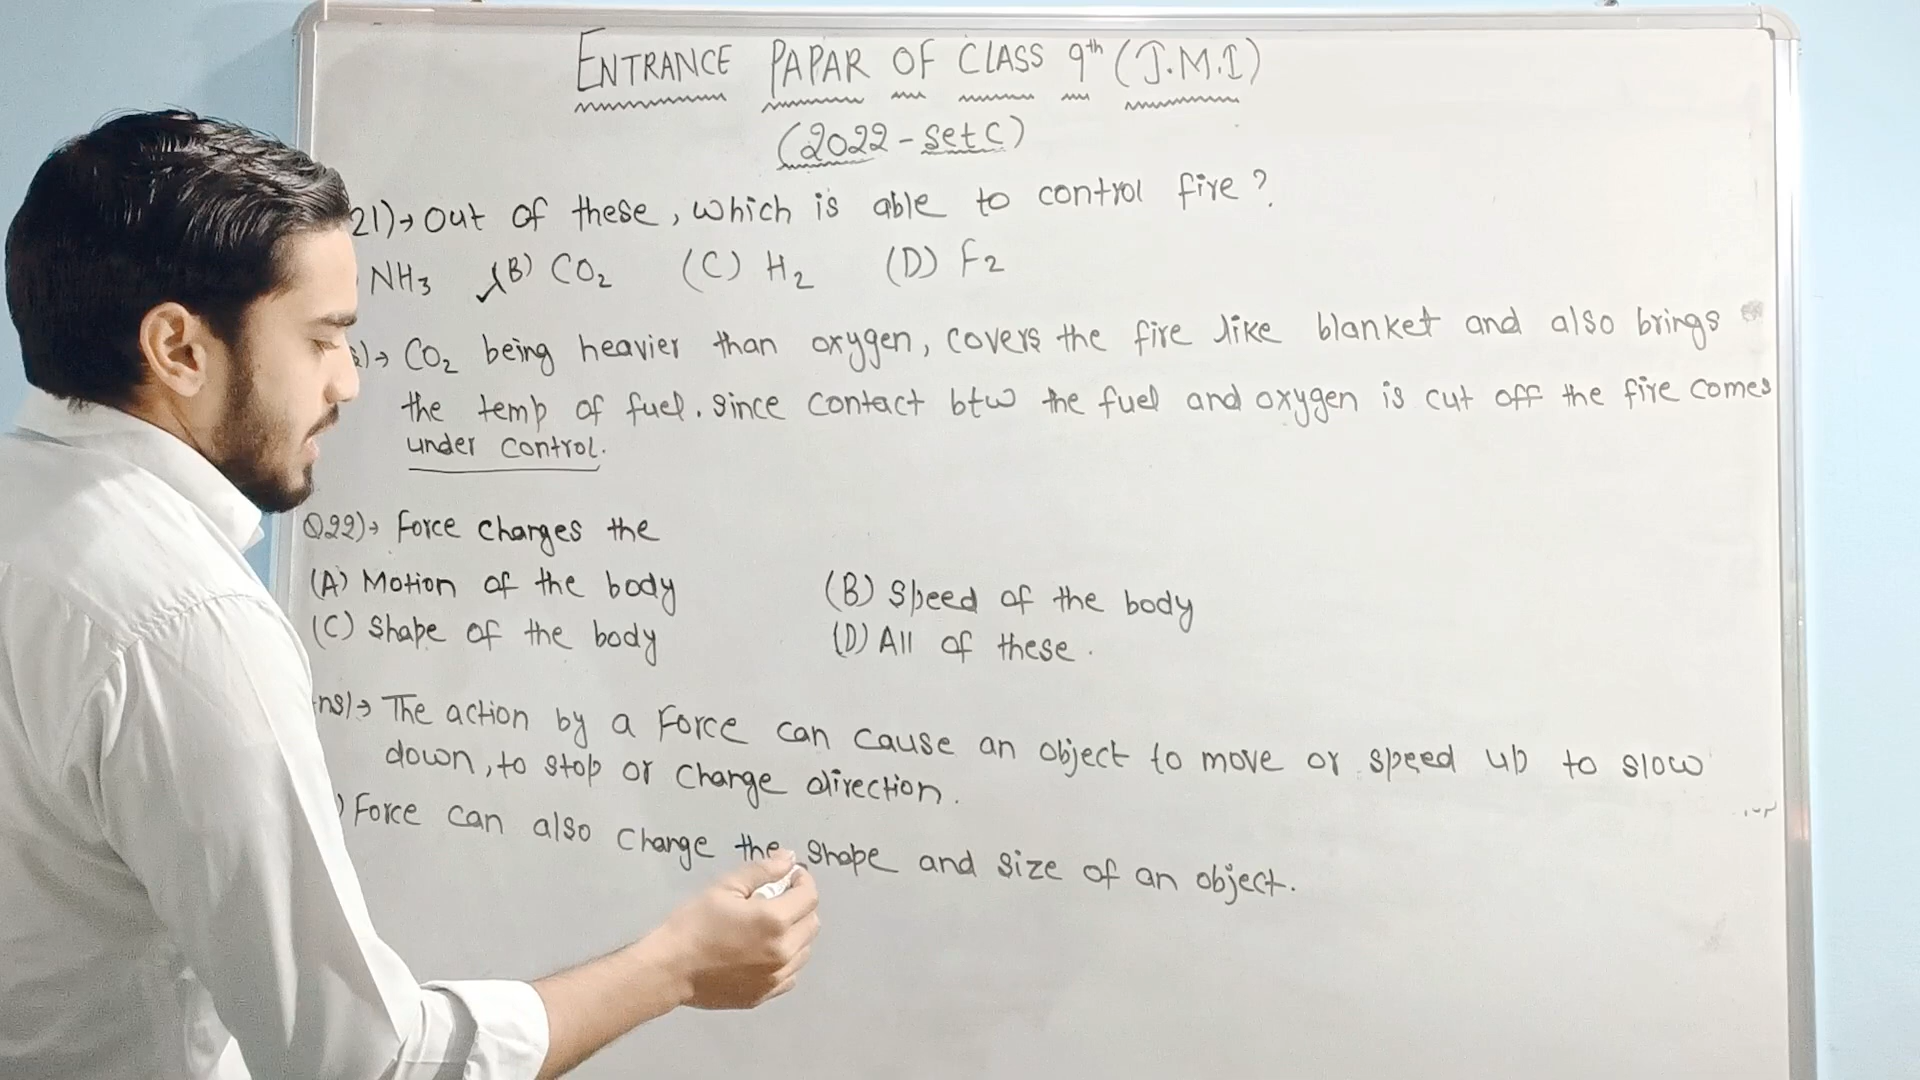 ENTRANCE PAPAR OF CLASS 9th (J.M.I)
(2022 - Set C)
21)→ Out of these, which is able to control fire?
NH3 (B) CO2 (C) H2 (D) F2
s)→ CO2 being heavier than oxygen, covers the fire like blanket and also brings
the temp of fuel. Since contact btw the fuel and oxygen is cut off the fire comes
under control.
Q22)→ Force Changes the
(A) Motion of the body (B) Speed of the body
(C) Shape of the body (D) All of these.
ns)→ The action by a Force can cause an object to move or speed up to slow
down, to stop or change direction.
) Force can also change the shape and size of an object.